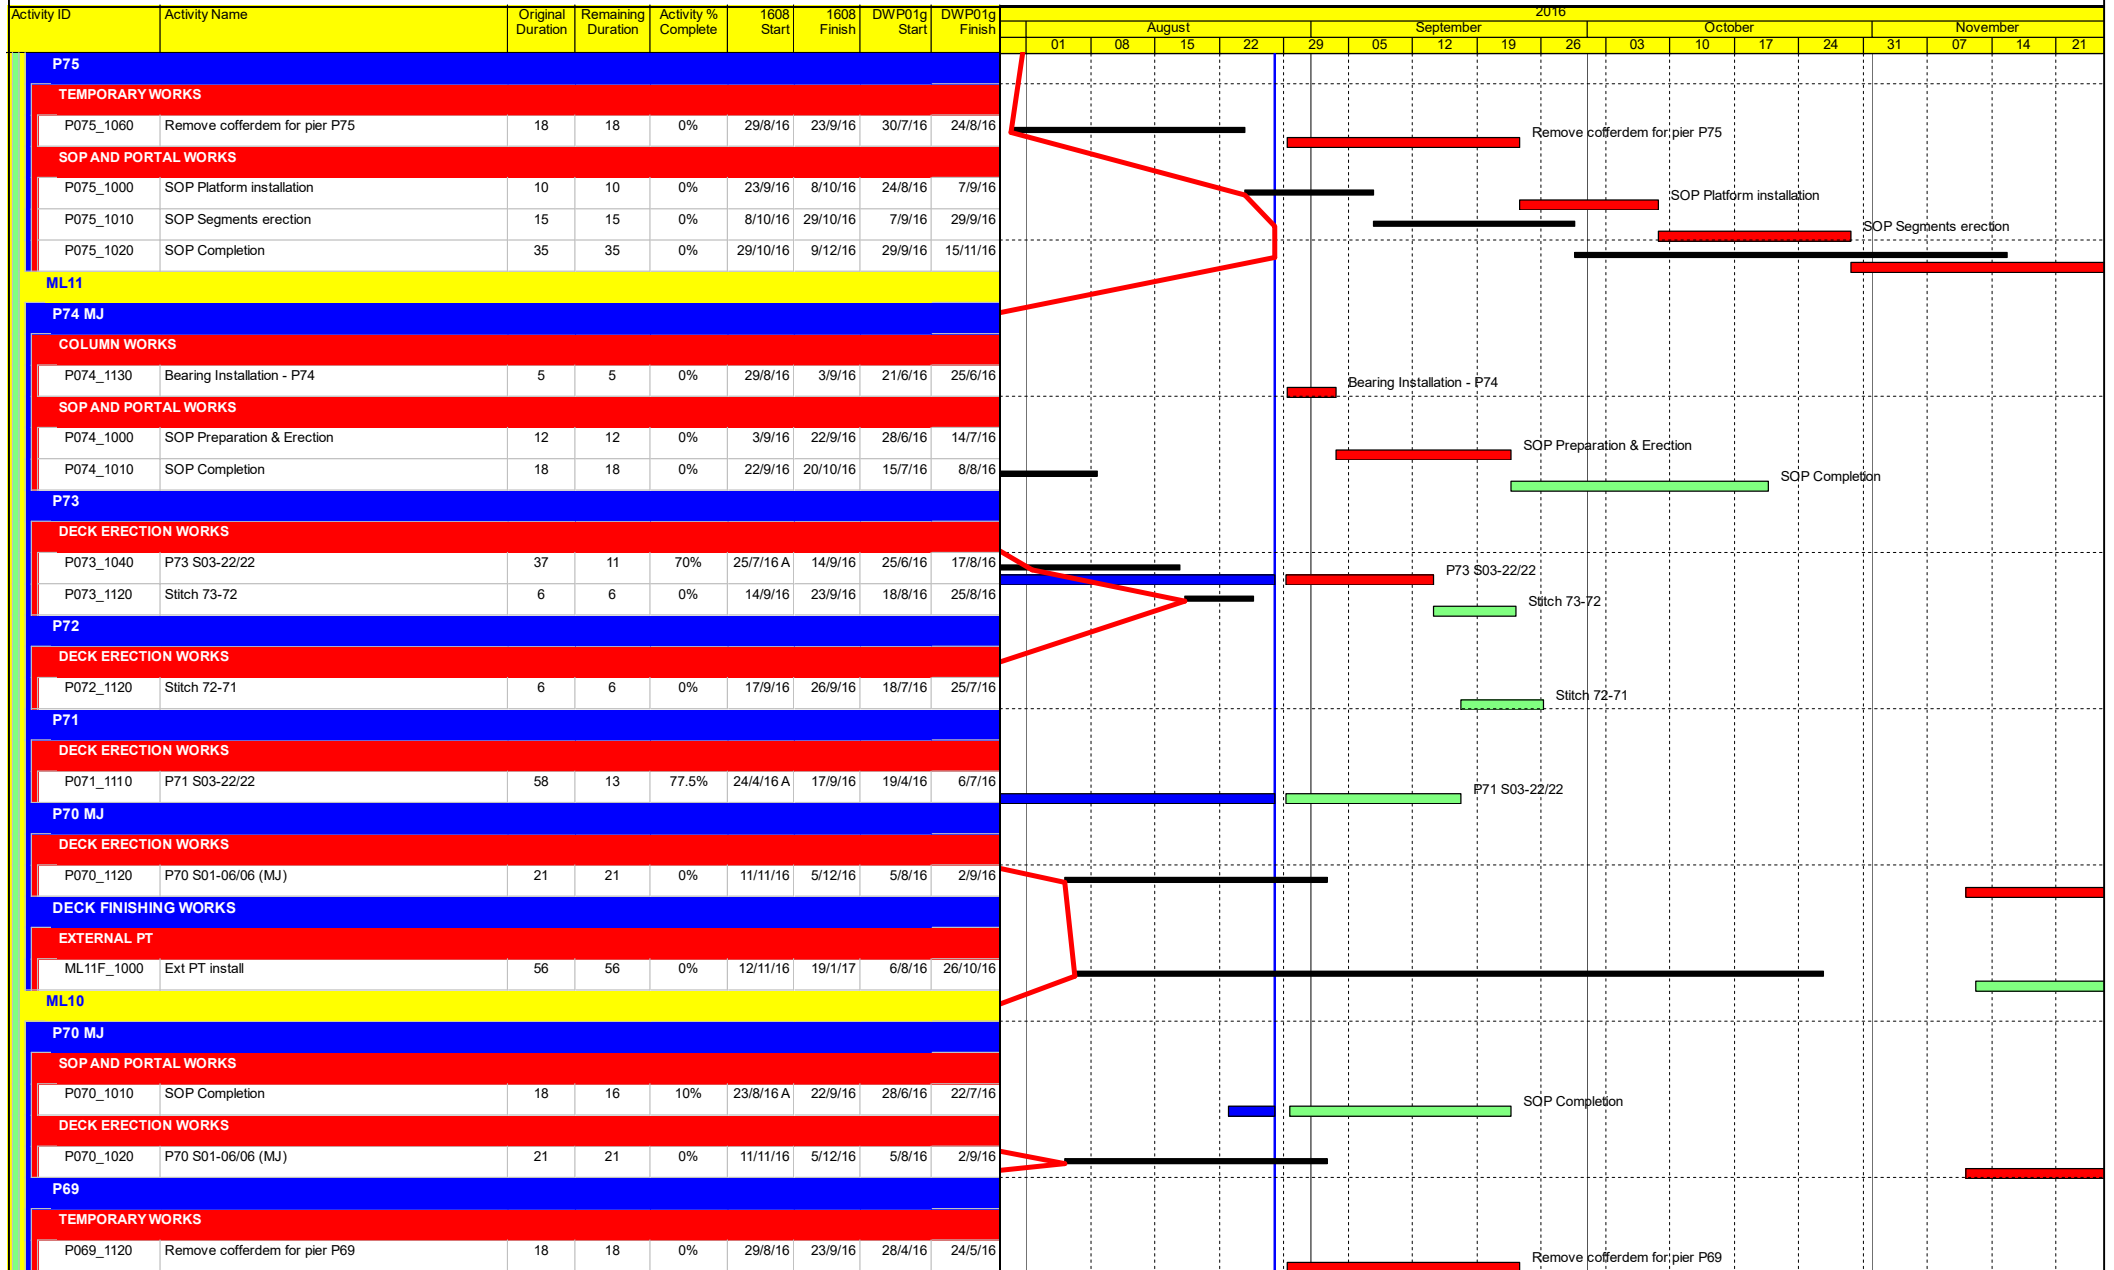 Activity ID Activity Name Original Duration Remaining Duration Activity % Complete 1608 Start 1608 Finish DWP01g Start DWP01g Finish
2016
August September October November
01 08 15 22 29 05 12 19 26 03 10 17 24 31 07 14 21
P75
TEMPORARY WORKS
P075_1060 Remove cofferdem for pier P75 18 18 0% 29/8/16 23/9/16 30/7/16 24/8/16 Remove cofferdem for pier P75
SOP AND PORTAL WORKS
P075_1000 SOP Platform installation 10 10 0% 23/9/16 8/10/16 24/8/16 7/9/16 SOP Platform installation
P075_1010 SOP Segments erection 15 15 0% 8/10/16 29/10/16 7/9/16 29/9/16 SOP Segments erection
P075_1020 SOP Completion 35 35 0% 29/10/16 9/12/16 29/9/16 15/11/16
ML11
P74 MJ
COLUMN WORKS
P074_1130 Bearing Installation - P74 5 5 0% 29/8/16 3/9/16 21/6/16 25/6/16 Bearing Installation - P74
SOP AND PORTAL WORKS
P074_1000 SOP Preparation & Erection 12 12 0% 3/9/16 22/9/16 28/6/16 14/7/16 SOP Preparation & Erection
P074_1010 SOP Completion 18 18 0% 22/9/16 20/10/16 15/7/16 8/8/16 SOP Completion
P73
DECK ERECTION WORKS
P073_1040 P73 S03-22/22 37 11 70% 25/7/16 A 14/9/16 25/6/16 17/8/16 P73 S03-22/22
P073_1120 Stitch 73-72 6 6 0% 14/9/16 23/9/16 18/8/16 25/8/16 Stitch 73-72
P72
DECK ERECTION WORKS
P072_1120 Stitch 72-71 6 6 0% 17/9/16 26/9/16 18/7/16 25/7/16 Stitch 72-71
P71
DECK ERECTION WORKS
P071_1110 P71 S03-22/22 58 13 77.5% 24/4/16 A 17/9/16 19/4/16 6/7/16 P71 S03-22/22
P70 MJ
DECK ERECTION WORKS
P070_1120 P70 S01-06/06 (MJ) 21 21 0% 11/11/16 5/12/16 5/8/16 2/9/16
DECK FINISHING WORKS
EXTERNAL PT
ML11F_1000 Ext PT install 56 56 0% 12/11/16 19/1/17 6/8/16 26/10/16
ML10
P70 MJ
SOP AND PORTAL WORKS
P070_1010 SOP Completion 18 16 10% 23/8/16 A 22/9/16 28/6/16 22/7/16 SOP Completion
DECK ERECTION WORKS
P070_1020 P70 S01-06/06 (MJ) 21 21 0% 11/11/16 5/12/16 5/8/16 2/9/16
P69
TEMPORARY WORKS
P069_1120 Remove cofferdem for pier P69 18 18 0% 29/8/16 23/9/16 28/4/16 24/5/16 Remove cofferdem for pier P69